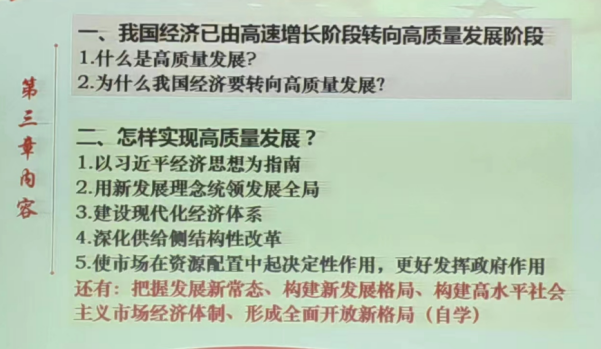 第三章内容
一、我国经济已由高速增长阶段转向高质量发展阶段
1.什么是高质量发展?
2.为什么我国经济要转向高质量发展?
二、怎样实现高质量发展?
1.以习近平经济思想为指南
2.用新发展理念统领发展全局
3.建设现代化经济体系
4.深化供给侧结构性改革
5.使市场在资源配置中起决定性作用,更好发挥政府作用
还有:把握发展新常态、构建新发展格局、构建高水平社会
主义市场经济体制、形成全面开放新格局(自学)